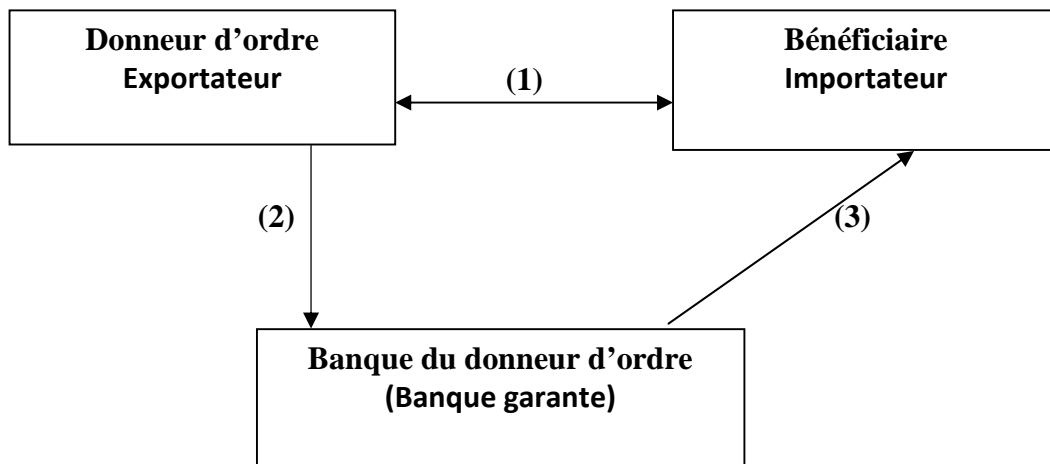 Donneur d’ordre
Exportateur
Bénéficiaire
Importateur
(1)
(2)
(3)
Banque du donneur d’ordre
(Banque garante)